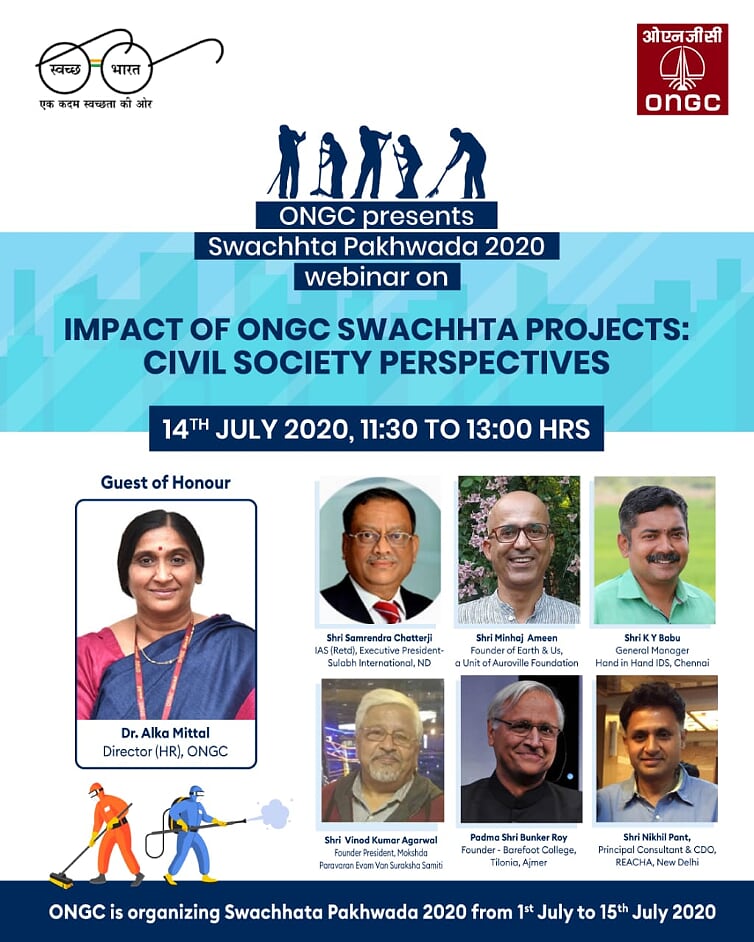 स्वच्छ भारत
एक कदम स्वच्छता की ओर
ओएनजीसी
ONGC
ONGC presents
Swachhta Pakhwada 2020
webinar on
IMPACT OF ONGC SWACHHTA PROJECTS:
CIVIL SOCIETY PERSPECTIVES
14TH JULY 2020, 11:30 TO 13:00 HRS
Guest of Honour
Dr. Alka Mittal
Director (HR), ONGC
Shri Samrendra Chatterji
IAS (Retd), Executive President-
Sulabh International, ND
Shri Minhaj Ameen
Founder of Earth & Us,
a Unit of Auroville Foundation
Shri K Y Babu
General Manager
Hand in Hand IDS, Chennai
Shri Vinod Kumar Agarwal
Founder President, Mokshda
Paravaran Evam Van Suraksha Samiti
Padma Shri Bunker Roy
Founder - Barefoot College,
Tilonia, Ajmer
Shri Nikhil Pant,
Principal Consultant & CDO,
REACHA, New Delhi
ONGC is organizing Swachhata Pakhwada 2020 from 1st July to 15th July 2020